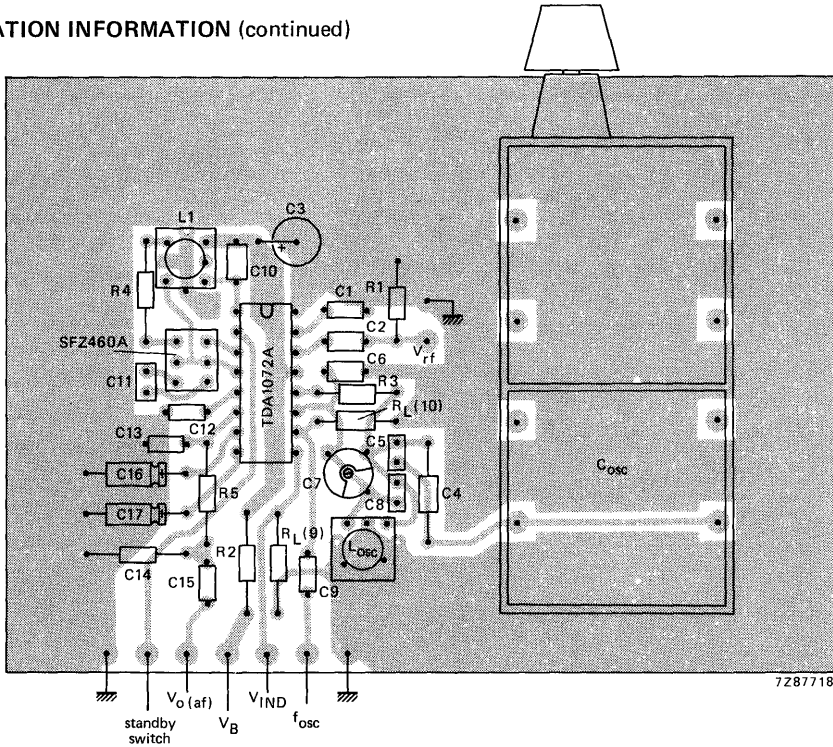 ATION INFORMATION (continued)
L1
C3
+
C10
R4
C1
R1
C2
SFZ460A
Vrf
C6
TDA1072A
R3
C11
RL(10)
C12
C13
C5
Cosc
C16
C7
C4
R5
C8
C17
RL(9)
Losc
R2
C14
C15
C9
7Z87718
Vo(af)
VIND
fosc
VB
standby
switch